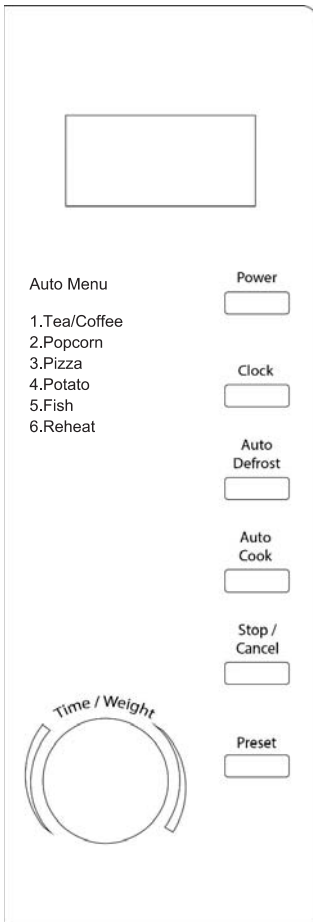 Auto Menu
1.Tea/Coffee
2.Popcorn
3.Pizza
4.Potato
5.Fish
6.Reheat
Power
Clock
Auto
Defrost
Auto
Cook
Stop /
Cancel
Preset
Time / Weight